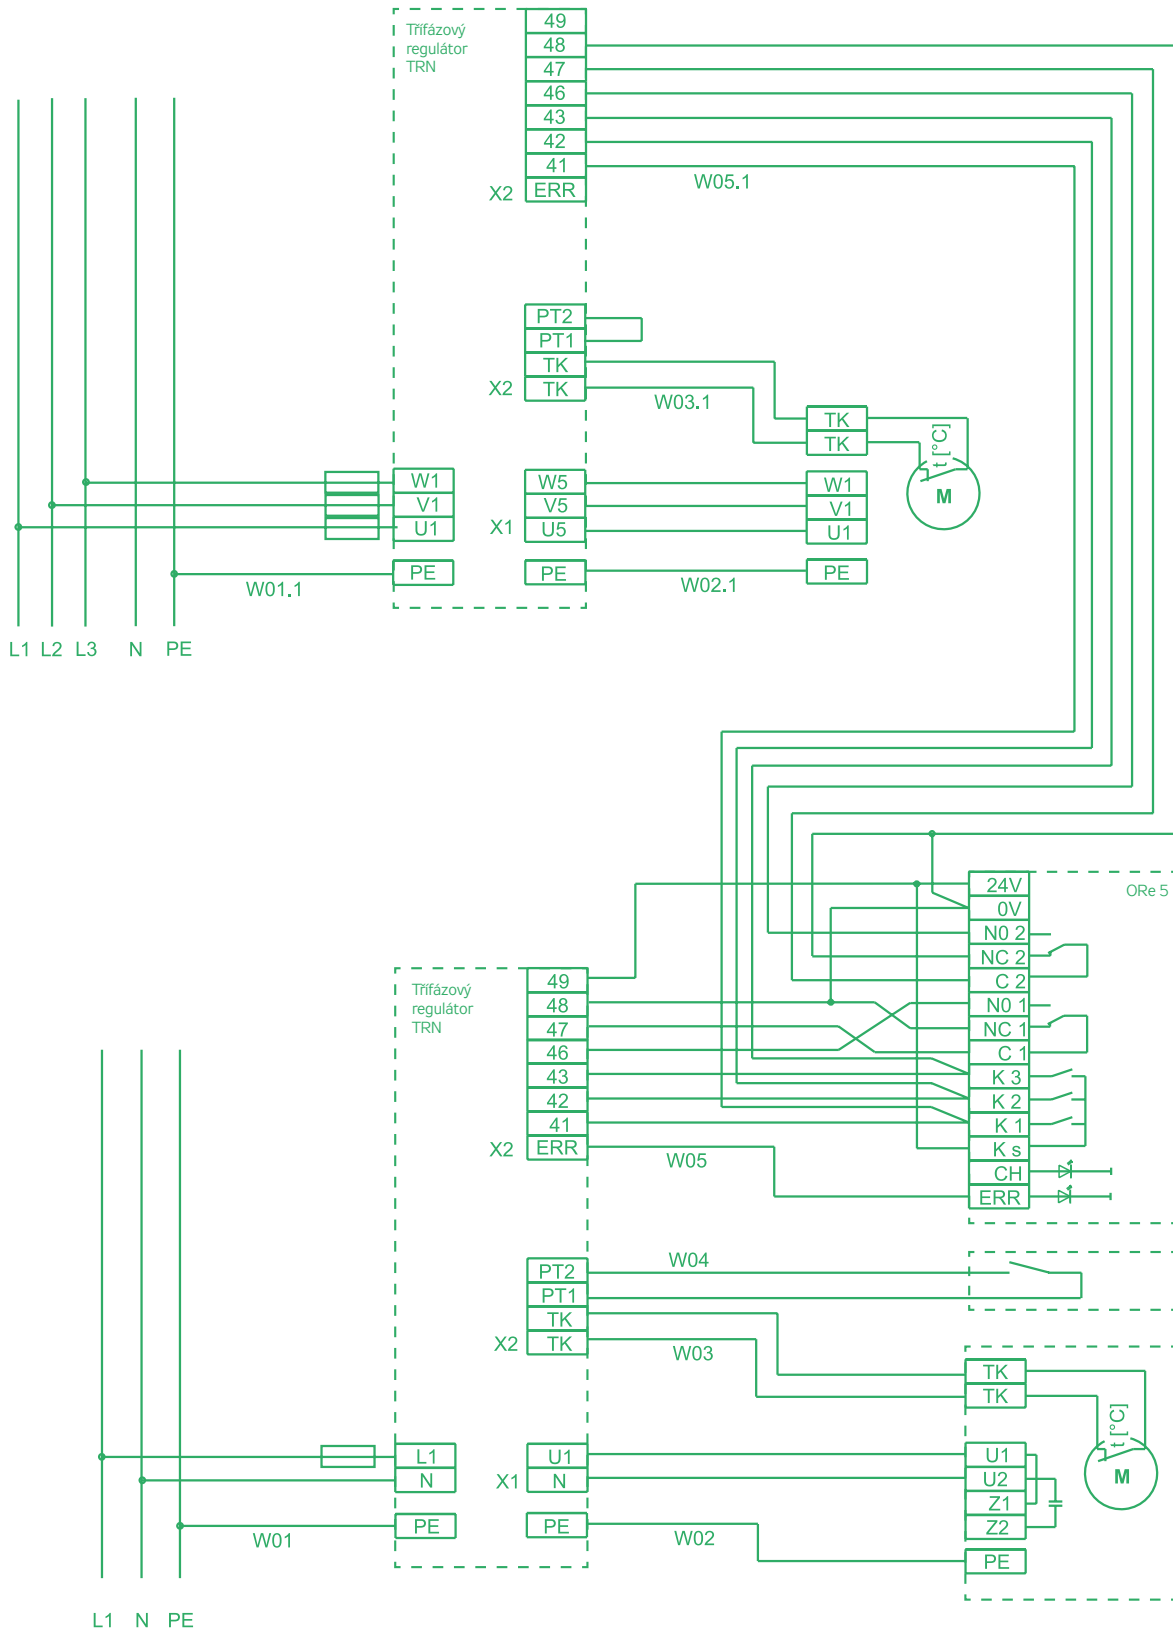 Třífázový
regulátor
TRN
49
48
47
46
43
42
41
X2 ERR
W05.1
PT2
PT1
TK
X2 TK
W03.1
TK
TK
t [°C]
M
W1
V1
U1
PE
W5
V5
X1 U5
PE
W1
V1
U1
PE
W01.1
W02.1
L1 L2 L3 N PE
ORe 5
24V
0V
N0 2
NC 2
C 2
N0 1
NC 1
C 1
K 3
K 2
K 1
K s
CH
ERR
Třífázový
regulátor
TRN
49
48
47
46
43
42
41
X2 ERR
W05
W04
PT2
PT1
TK
X2 TK
W03
TK
TK
t [°C]
M
L1
N
PE
U1
X1 N
PE
U1
U2
Z1
Z2
PE
W01
W02
L1 N PE